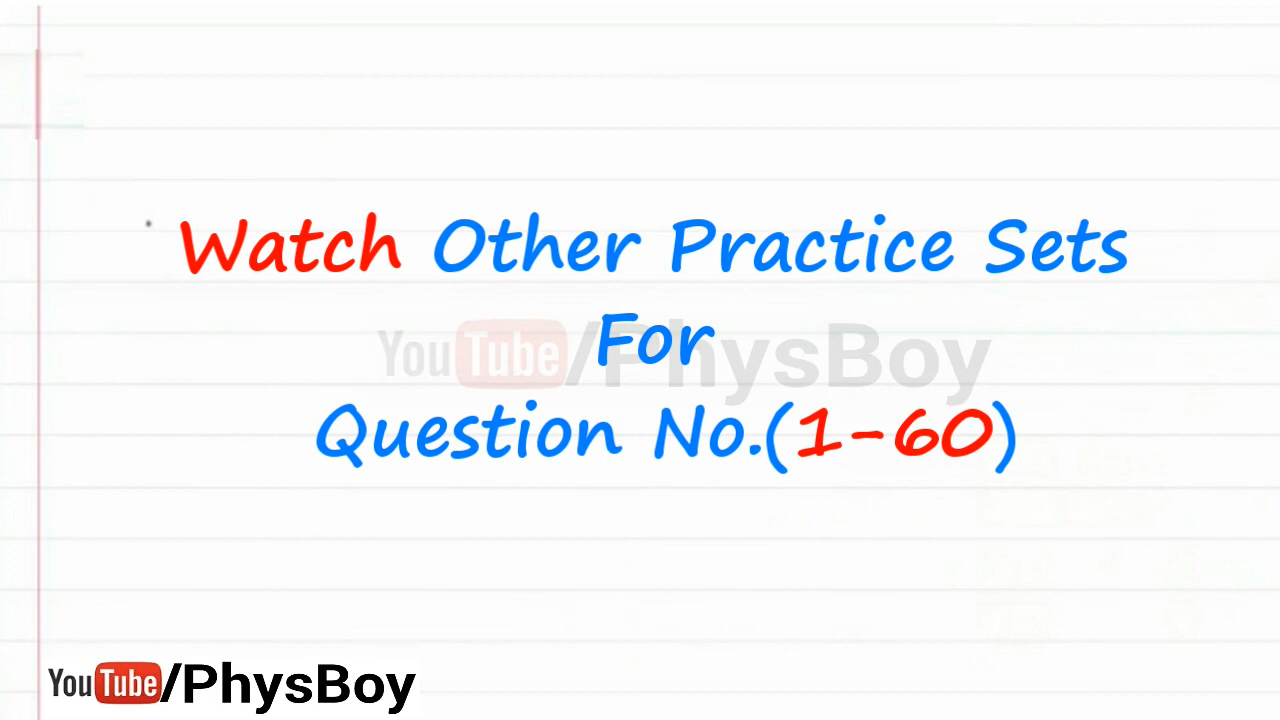 Watch Other Practice Sets
For
YouTube/PhysBoy
Question No.(1-60)
YouTube/PhysBoy